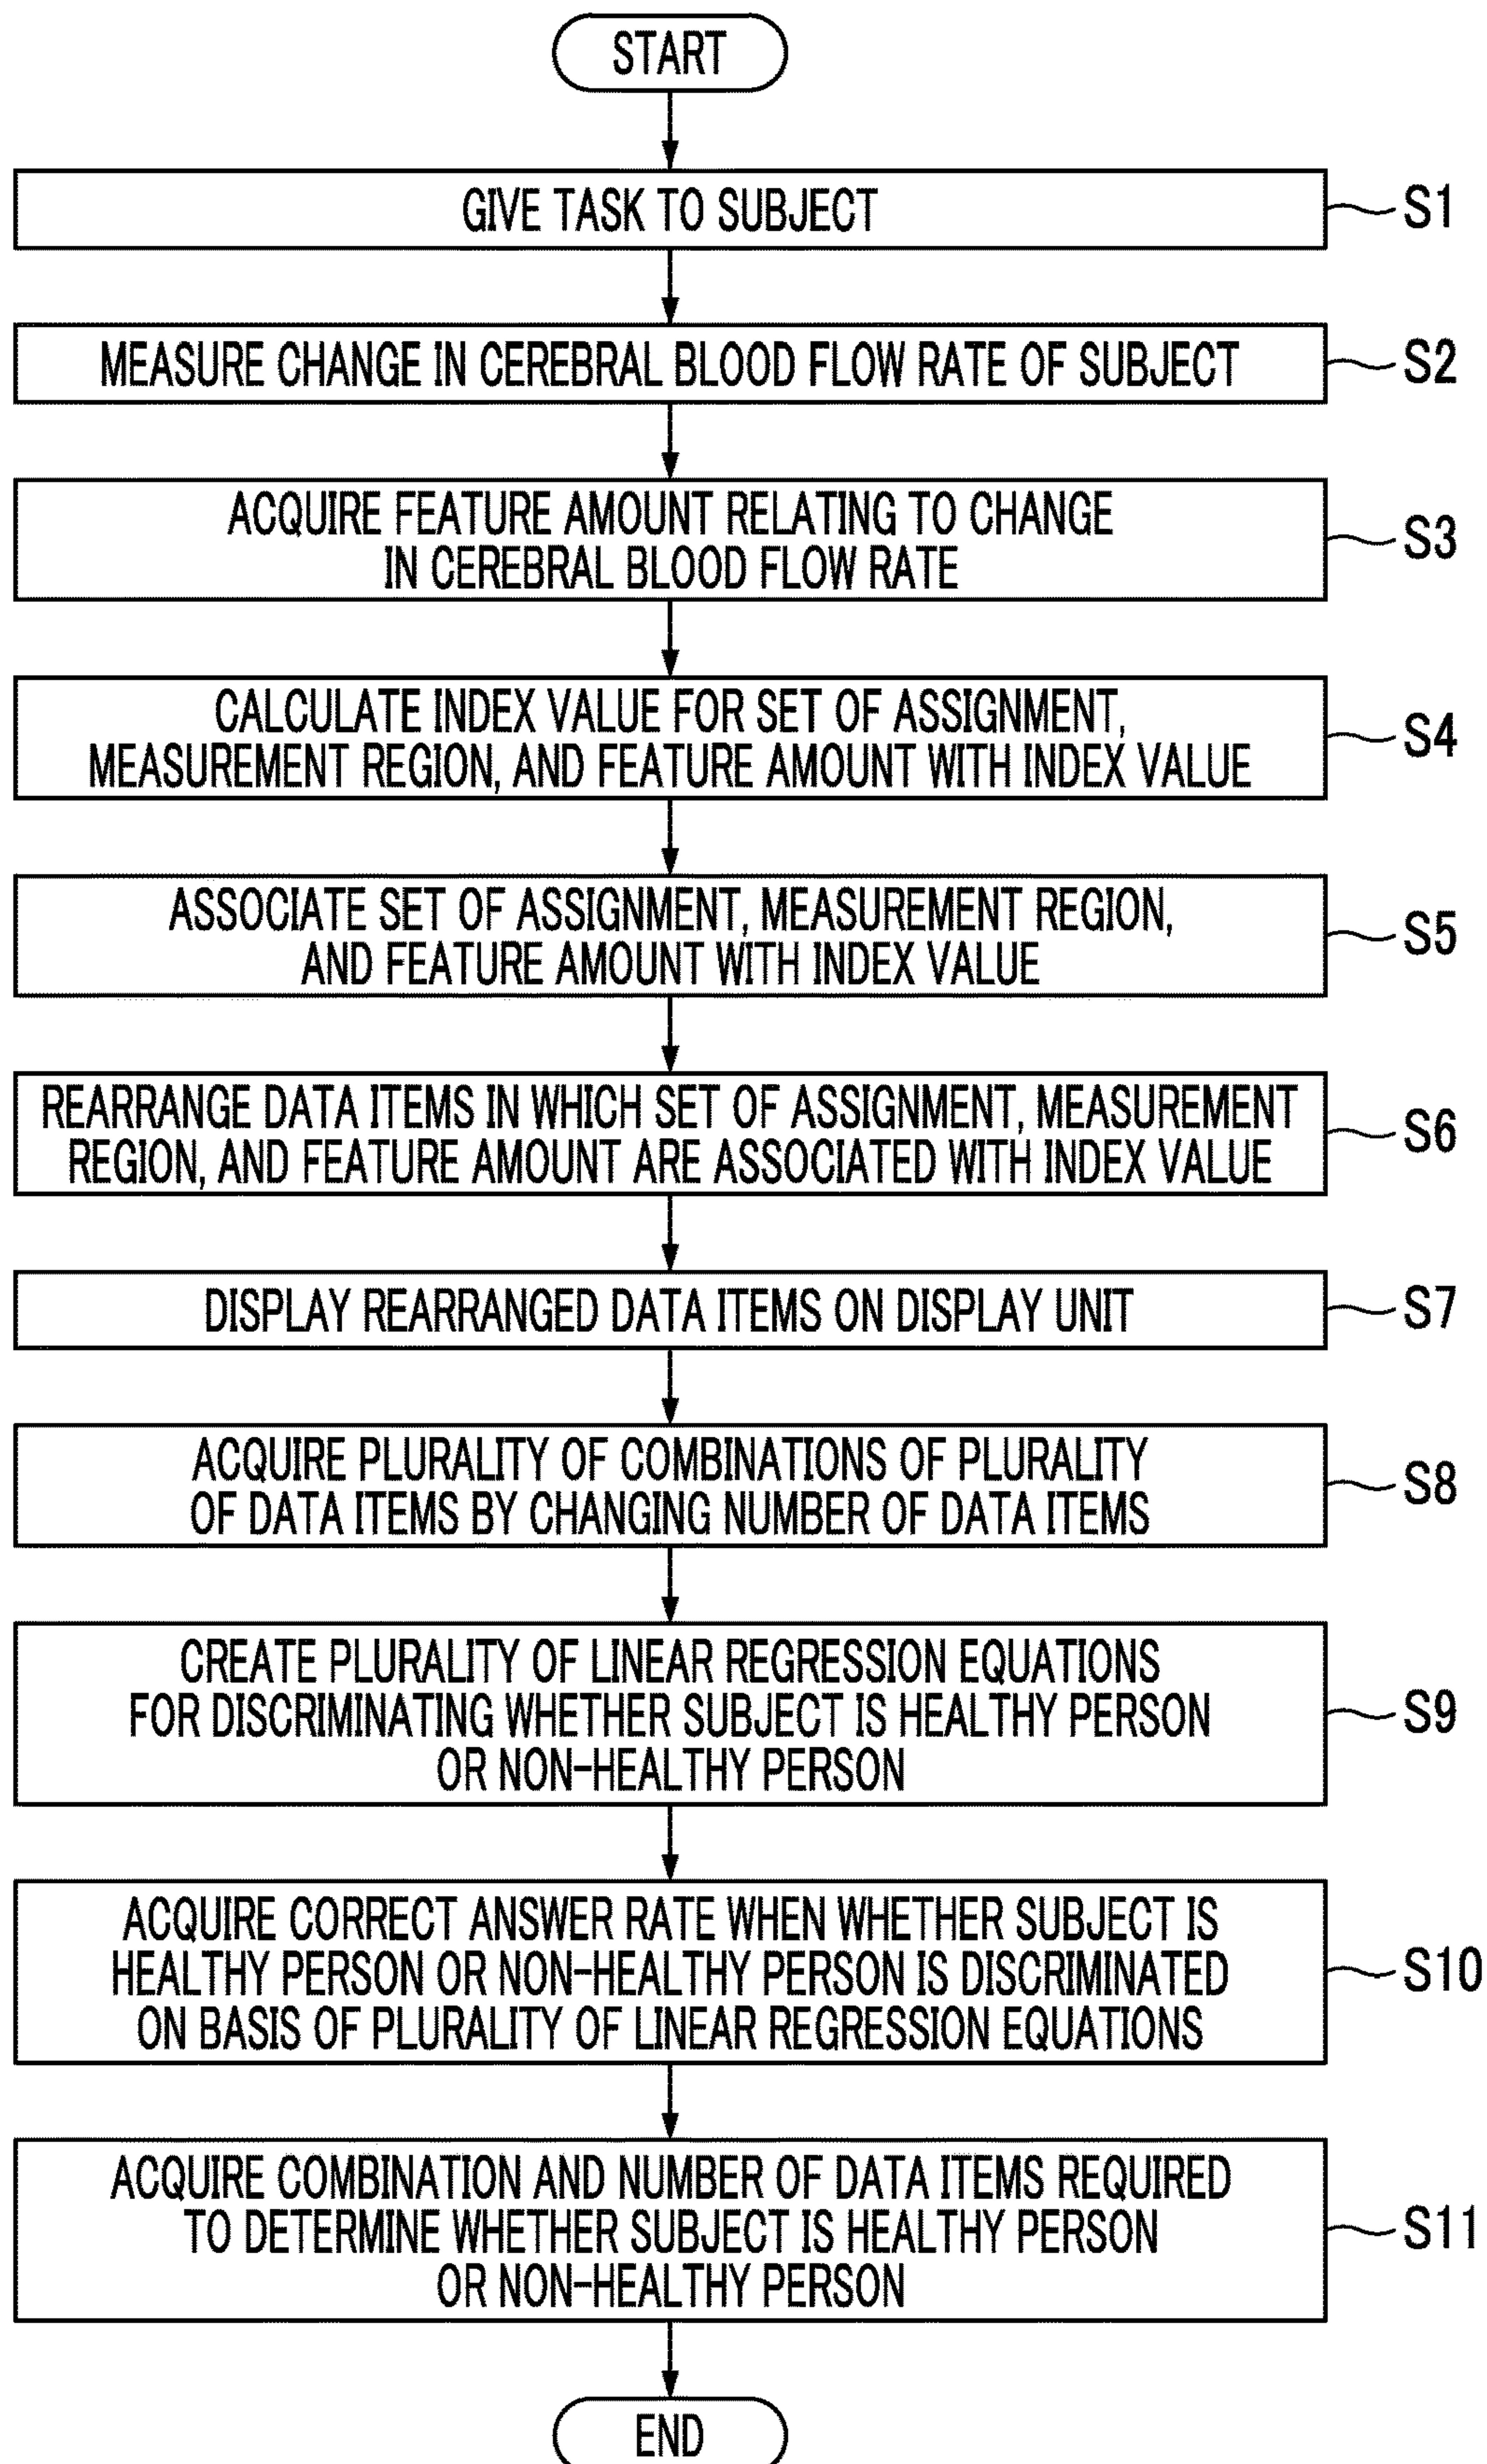 START
GIVE TASK TO SUBJECT
S1
MEASURE CHANGE IN CEREBRAL BLOOD FLOW RATE OF SUBJECT
S2
ACQUIRE FEATURE AMOUNT RELATING TO CHANGE
IN CEREBRAL BLOOD FLOW RATE
S3
CALCULATE INDEX VALUE FOR SET OF ASSIGNMENT,
MEASUREMENT REGION, AND FEATURE AMOUNT WITH INDEX VALUE
S4
ASSOCIATE SET OF ASSIGNMENT, MEASUREMENT REGION,
AND FEATURE AMOUNT WITH INDEX VALUE
S5
REARRANGE DATA ITEMS IN WHICH SET OF ASSIGNMENT, MEASUREMENT
REGION, AND FEATURE AMOUNT ARE ASSOCIATED WITH INDEX VALUE
S6
DISPLAY REARRANGED DATA ITEMS ON DISPLAY UNIT
S7
ACQUIRE PLURALITY OF COMBINATIONS OF PLURALITY
OF DATA ITEMS BY CHANGING NUMBER OF DATA ITEMS
S8
CREATE PLURALITY OF LINEAR REGRESSION EQUATIONS
FOR DISCRIMINATING WHETHER SUBJECT IS HEALTHY PERSON
OR NON-HEALTHY PERSON
S9
ACQUIRE CORRECT ANSWER RATE WHEN WHETHER SUBJECT IS
HEALTHY PERSON OR NON-HEALTHY PERSON IS DISCRIMINATED
ON BASIS OF PLURALITY OF LINEAR REGRESSION EQUATIONS
S10
ACQUIRE COMBINATION AND NUMBER OF DATA ITEMS REQUIRED
TO DETERMINE WHETHER SUBJECT IS HEALTHY PERSON
OR NON-HEALTHY PERSON
S11
END